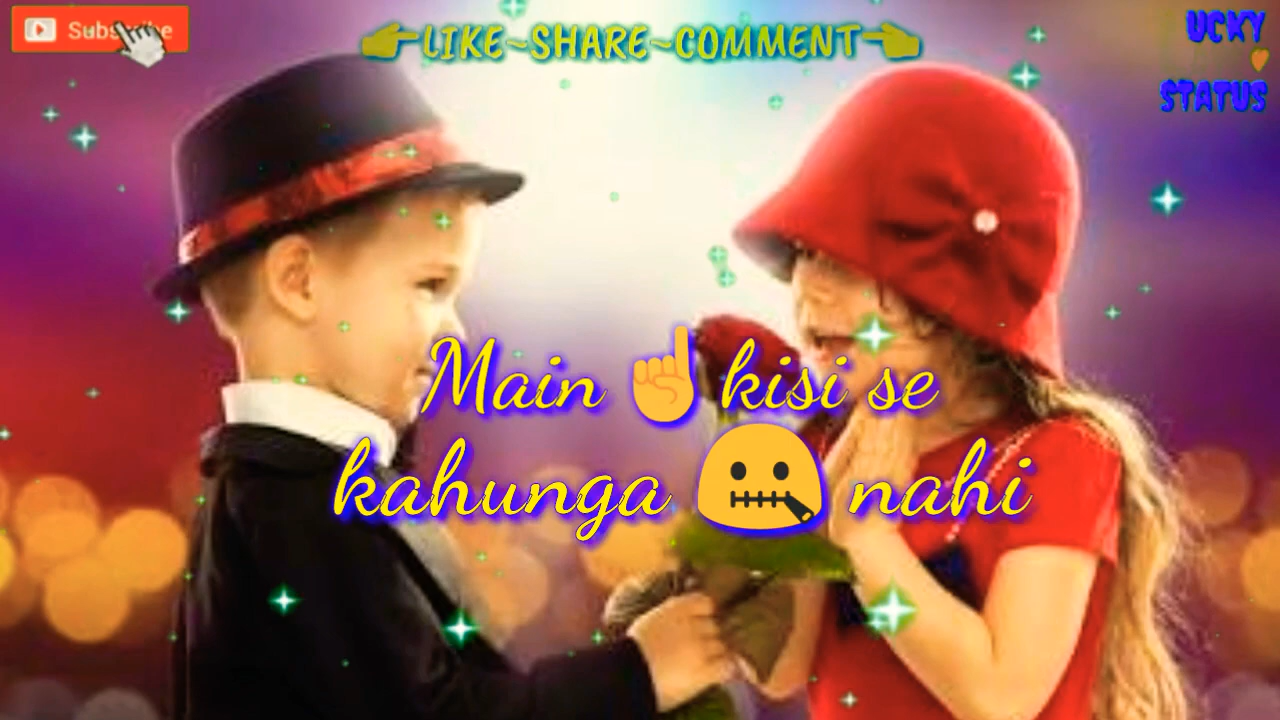 Subscribe
LIKE~SHARE~COMMENT
UCKY
STATUS
Main ☝ kisi se
kahunga 🤐 nahi